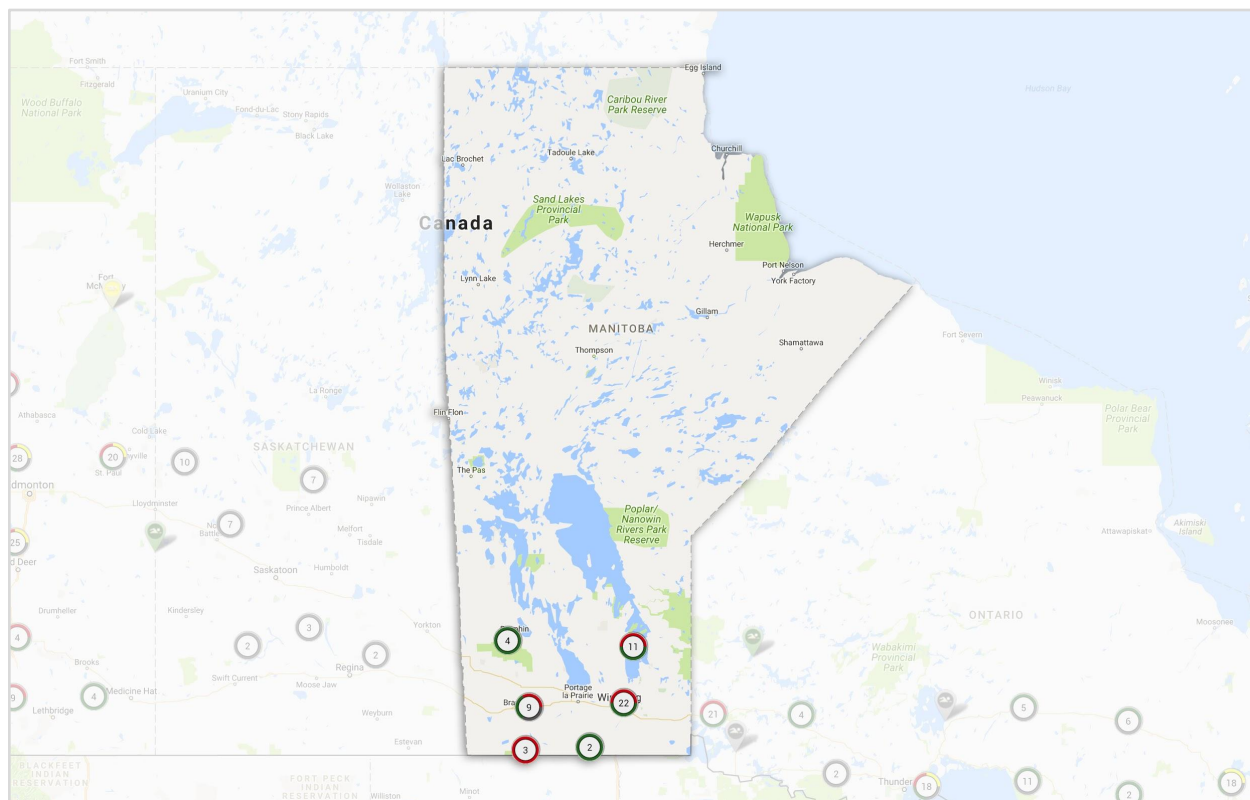 Fort Smith
Fitzgerald
Wood Buffalo
National Park
Uranium City
Fond-du-Lac
Stony Rapids
Black Lake
Wollaston
Lake
Egg Island
Caribou River
Park Reserve
Hudson Bay
Lac Brochet
Tadoule Lake
Churchill
Canada
Sand Lakes
Provincial
Park
Wapusk
National Park
Herchmer
Port Nelson
York Factory
Lynn Lake
Gillam
MANITOBA
Thompson
Shamattawa
Fort Severn
Fort
La Ronge
Winisk
Peawanuck
Polar Bear
Provincial
Park
Flin Flon
Athabasca
Cold Lake
SASKATCHEWAN
28
20
St. Paul
10
7
The Pas
dmonton
Lloydminster
Prince Albert
Nipawin
7
Melfort
Tisdale
25
d Deer
Saskatoon
Humboldt
Poplar/
Nanowin
Rivers Park
Reserve
Attawapiskat
Akimiski
Island
Drumheller
Kindersley
Yorkton
ONTARIO
Moosonee
4
Brooks
2
3
2
Regina
Swift Current
Moose Jaw
4
11
Wabakimi
Provincial
Park
9
4
Medicine Hat
Lethbridge
Weyburn
Estevan
Portage
la Prairie
9
22
3
2
21
4
5
6
2
Thunder
18
11
2
18
BLACKFEET
INDIAN
RESERVATION
FORT PECK
INDIAN
RESERVATION
Williston
Minot